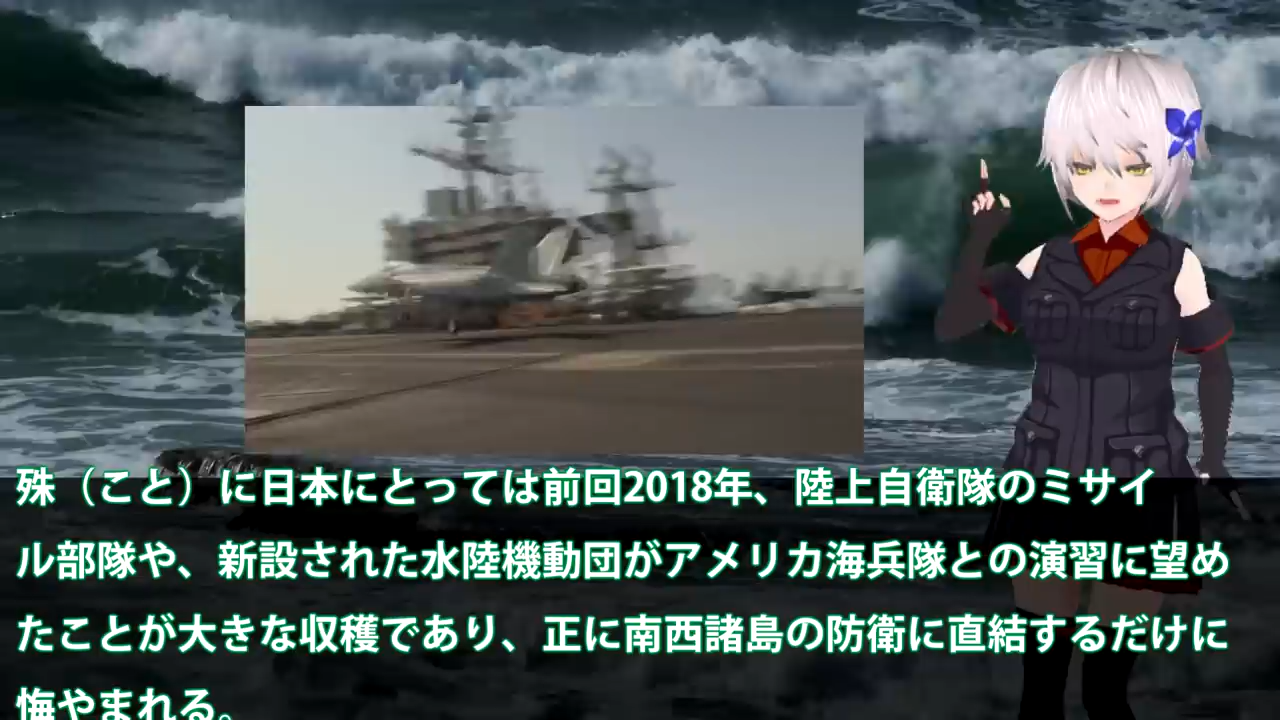 殊（こと）に日本にとっては前回2018年、陸上自衛隊のミサイ
ル部隊や、新設された水陸機動団がアメリカ海兵隊との演習に望め
たことが大きな収穫であり、正に南西諸島の防衛に直結するだけに
悔やまれる。